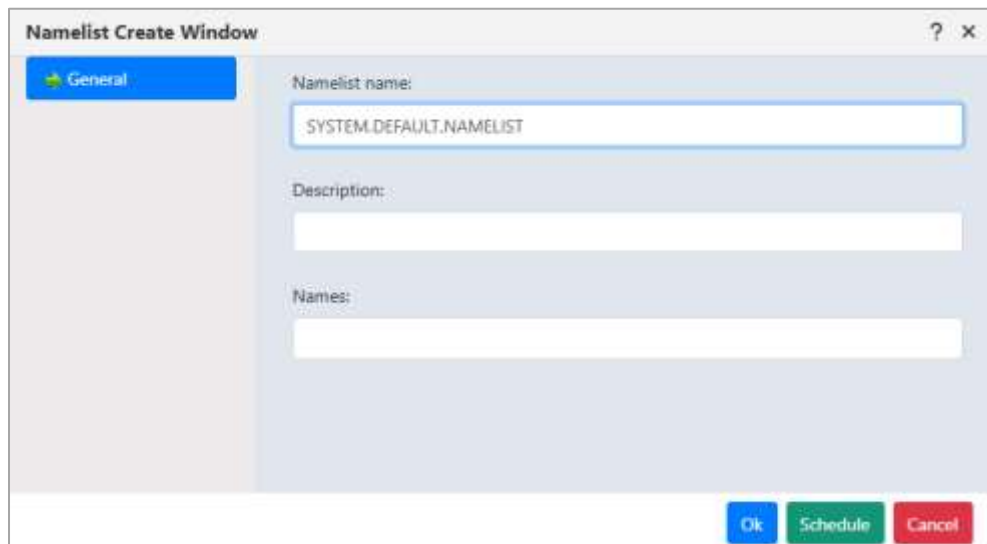 Namelist Create Window ? ×
General
Namelist name:
SYSTEM.DEFAULT.NAMELIST
Description:
Names:
Ok Schedule Cancel